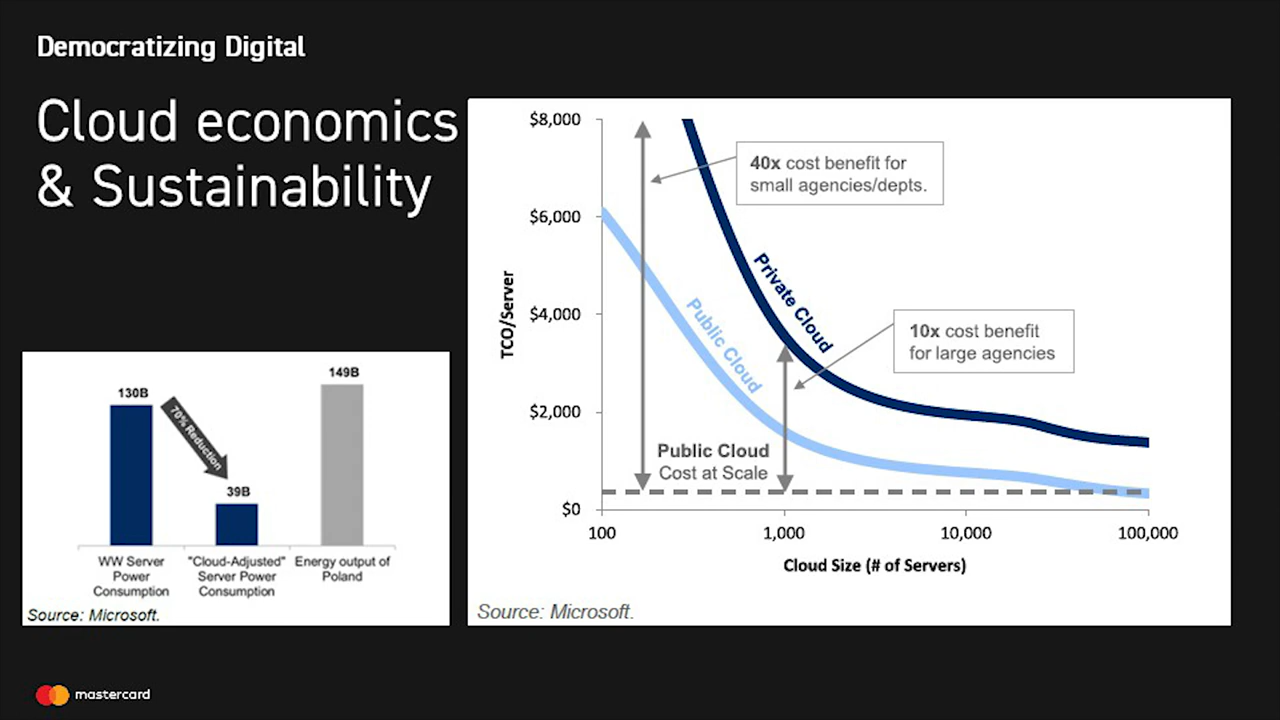 Democratizing Digital
Cloud economics
& Sustainability
130B
70% Reduction
39B
149B
WW Server
Power
Consumption
"Cloud-Adjusted"
Server Power
Consumption
Energy output of
Poland
Source: Microsoft.
$8,000
$6,000
$4,000
$2,000
$0
TCO/Server
40x cost benefit for
small agencies/depts.
Private Cloud
Public Cloud
10x cost benefit
for large agencies
Public Cloud
Cost at Scale
100
1,000
10,000
100,000
Cloud Size (# of Servers)
Source: Microsoft.
mastercard